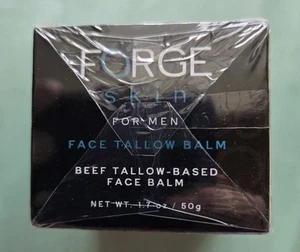 FORGE
skin
FOR MEN
FACE TALLOW BALM
BEEF TALLOW-BASED
FACE BALM
NET WT. 1.7 oz / 50g